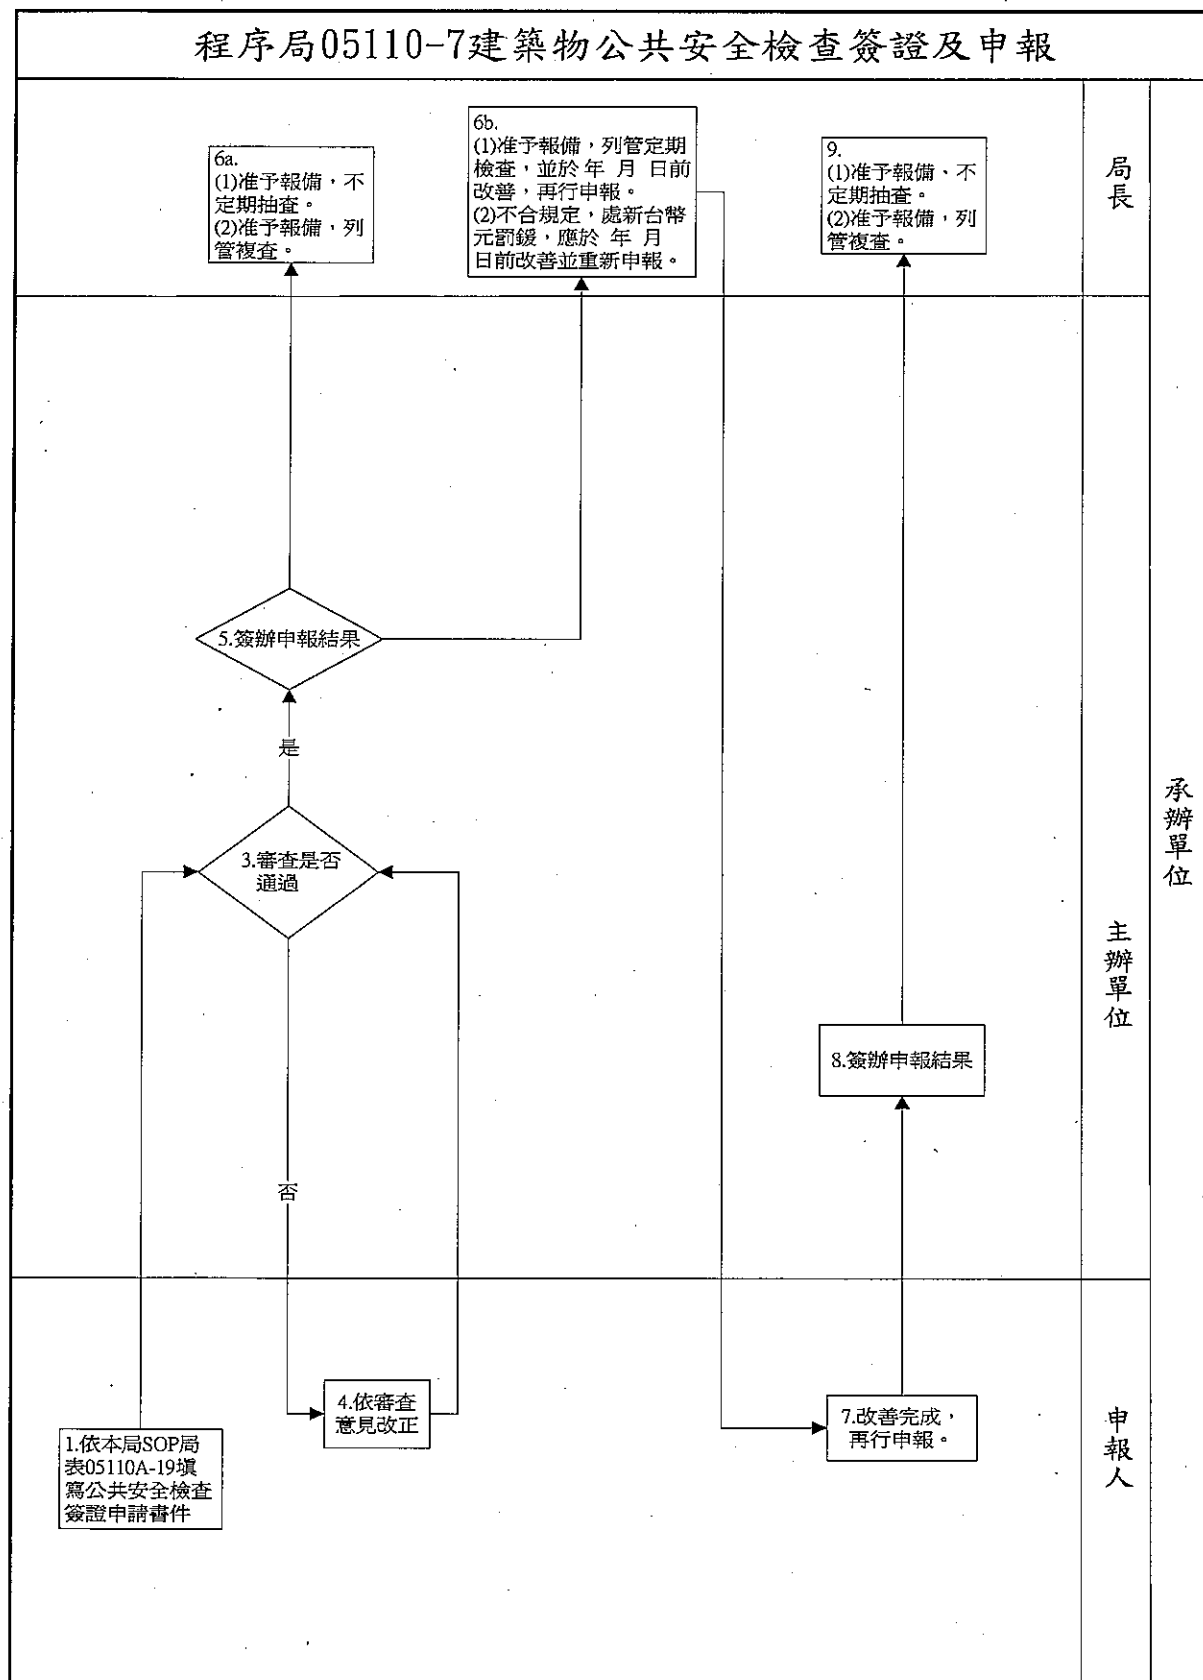 程序局05110-7建築物公共安全檢查簽證及申報
6a.
(1)准予報備，不
定期抽查。
(2)准予報備，列
管複查。
6b.
(1)准予報備，列管定期
檢查，並於 年 月 日前
改善，再行申報。
(2)不合規定，處新台幣
元罰鍰，應於 年 月
日前改善並重新申報。
9.
(1)准予報備、不
定期抽查。
(2)准予報備，列
管複查。
局長
5.簽辦申報結果
是
3.審查是否
通過
承辦單位
主辦單位
8.簽辦申報結果
否
4.依審查
意見改正
7.改善完成，
再行申報。
1.依本局SOP局
表05110A-19填
寫公共安全檢查
簽證申請書件
申報人